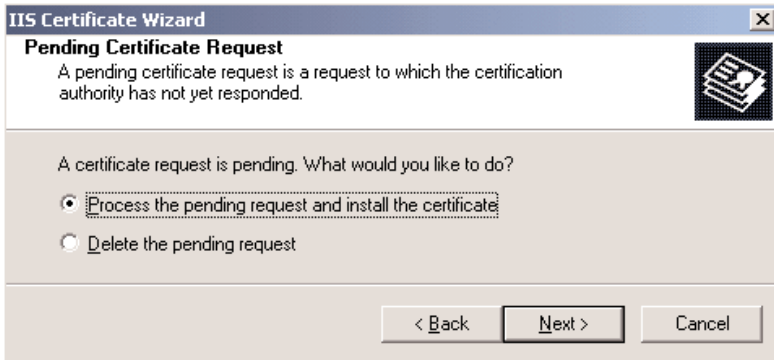 IIS Certificate Wizard
Pending Certificate Request
A pending certificate request is a request to which the certification
authority has not yet responded.
A certificate request is pending. What would you like to do?
Process the pending request and install the certificate
Delete the pending request
< Back
Next >
Cancel